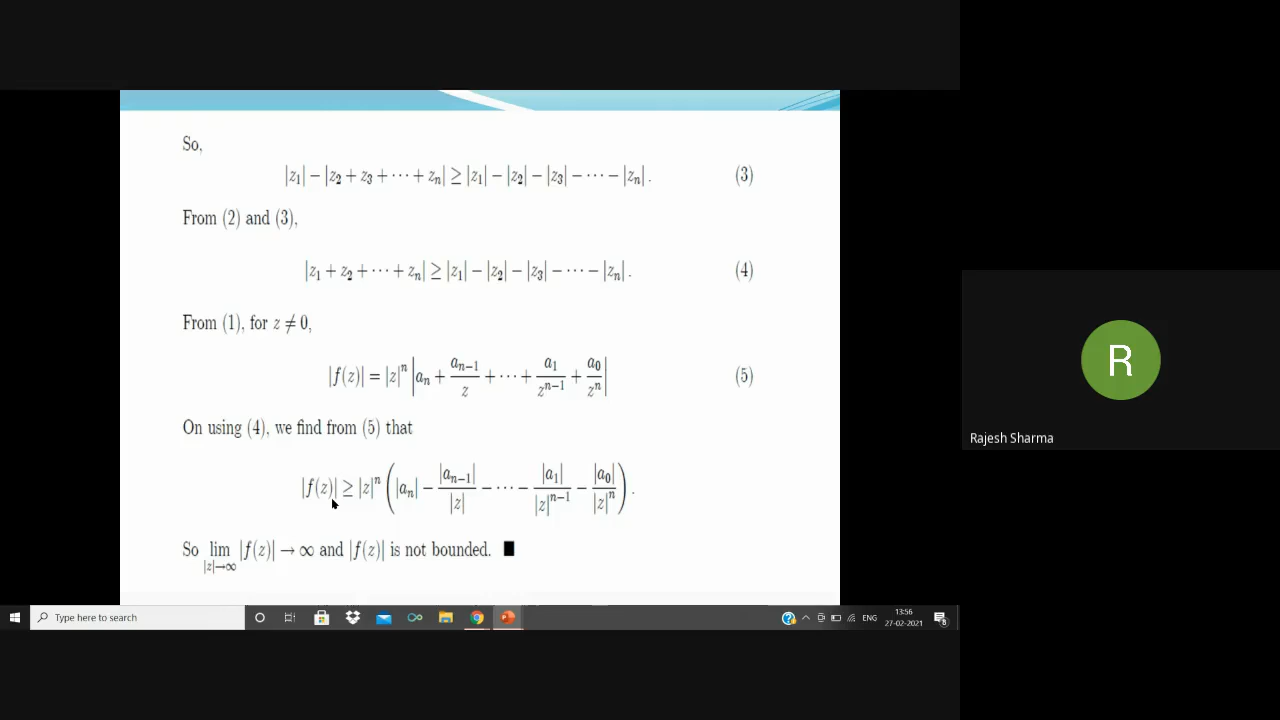 So,
|z₁| − |z₂ + z₃ + ⋯ + zₙ| ≥ |z₁| − |z₂| − |z₃| − ⋯ − |zₙ| . (3)
From (2) and (3),
|z₁ + z₂ + ⋯ + zₙ| ≥ |z₁| − |z₂| − |z₃| − ⋯ − |zₙ| . (4)
From (1), for z ≠ 0,
|f(z)| = |z|ⁿ |aₙ + aₙ₋₁/z + ⋯ + a₁/zⁿ⁻¹ + a₀/zⁿ| (5)
On using (4), we find from (5) that
|f(z)| ≥ |z|ⁿ (|aₙ| − |aₙ₋₁|/|z| − ⋯ − |a₁|/|z|ⁿ⁻¹ − |a₀|/|z|ⁿ) .
So lim |z|→∞ |f(z)| → ∞ and |f(z)| is not bounded. ■
R
Rajesh Sharma
Type here to search
ENG
13:56
27-02-2021
8